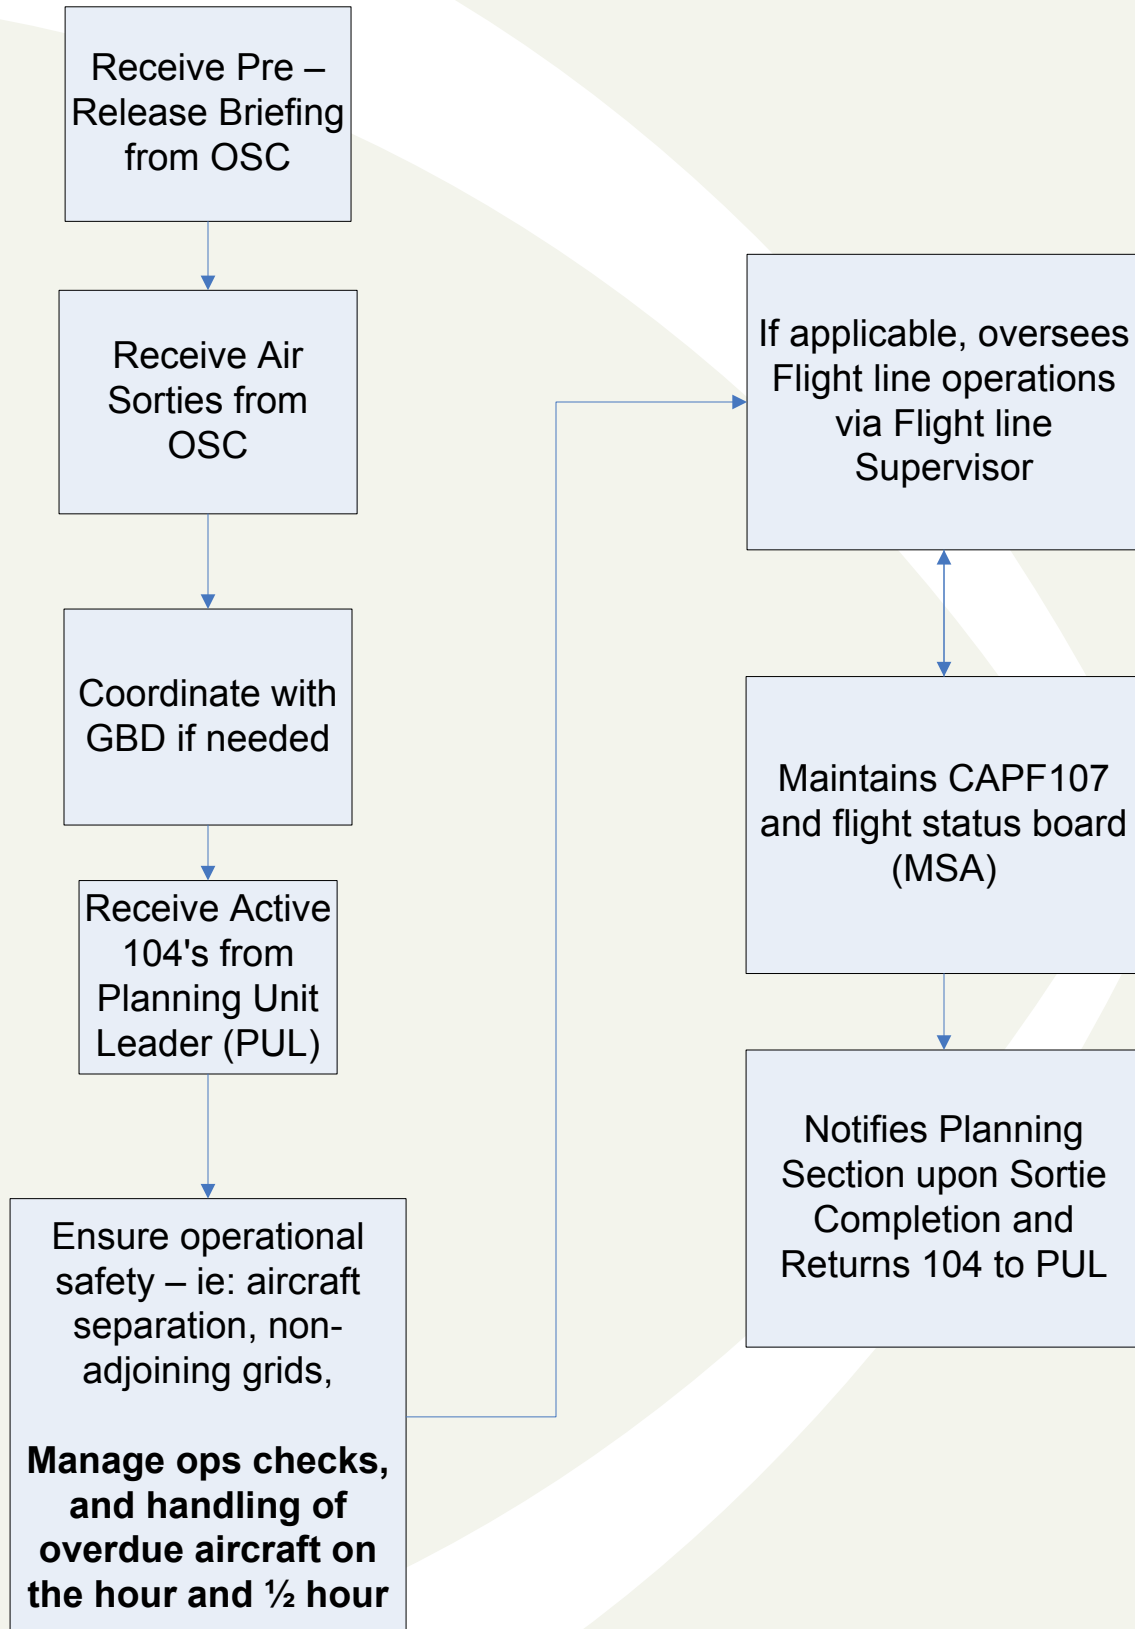 Receive Pre –
Release Briefing
from OSC
Receive Air
Sorties from
OSC
Coordinate with
GBD if needed
Receive Active
104's from
Planning Unit
Leader (PUL)
Ensure operational
safety – ie: aircraft
separation, non-
adjoining grids,
Manage ops checks,
and handling of
overdue aircraft on
the hour and ½ hour
If applicable, oversees
Flight line operations
via Flight line
Supervisor
Maintains CAPF107
and flight status board
(MSA)
Notifies Planning
Section upon Sortie
Completion and
Returns 104 to PUL